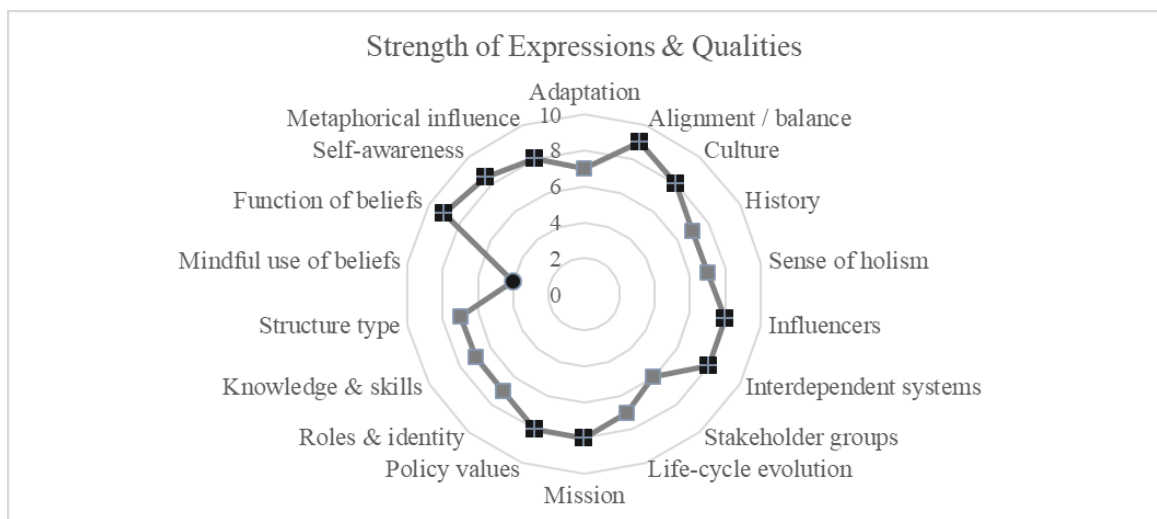 Strength of Expressions & Qualities
Adaptation
10
Metaphorical influence
Alignment / balance
Self-awareness
8
Culture
6
Function of beliefs
History
4
Mindful use of beliefs
2
Sense of holism
0
Structure type
Influencers
Knowledge & skills
Interdependent systems
Roles & identity
Stakeholder groups
Policy values
Life-cycle evolution
Mission